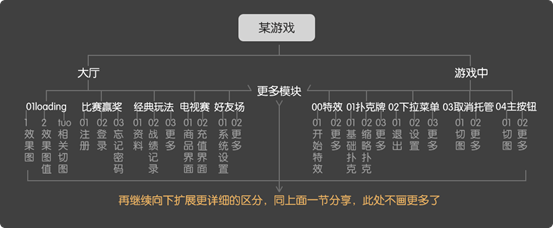 某游戏
大厅
更多模块
游戏中
01loading
比赛赢奖
经典玩法
电视赛
好友场
00特效
01扑克牌
02下拉菜单
03取消托管
04主按钮
1效果图
2效果图值
tuo相关切图
01注册
02登录
03忘记密码
01资料
02战绩记录
03更多
01商品界面
02充值界面
01系统设置
02更多
01开始特效
02更多
01基础扑克
02缩略扑克
01退出
02设置
03更多
01切图
02更多
01切图
02更多
再继续向下扩展更详细的区分，同上面一节分享，此处不画更多了